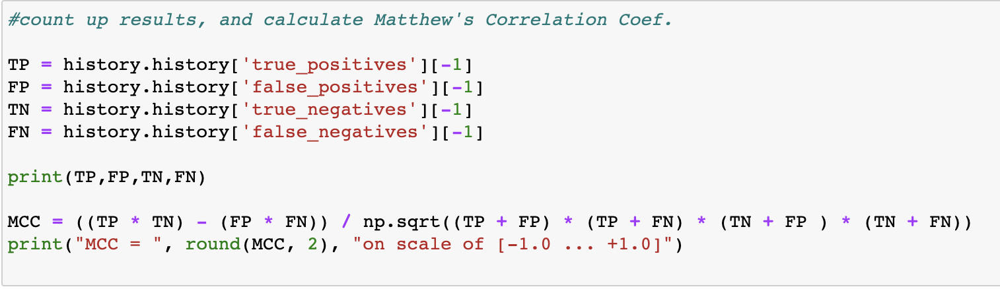 #count up results, and calculate Matthew's Correlation Coef.
TP = history.history['true_positives'][-1]
FP = history.history['false_positives'][-1]
TN = history.history['true_negatives'][-1]
FN = history.history['false_negatives'][-1]
print(TP,FP,TN,FN)
MCC = ((TP * TN) - (FP * FN)) / np.sqrt((TP + FP) * (TP + FN) * (TN + FP ) * (TN + FN))
print("MCC = ", round(MCC, 2), "on scale of [-1.0 ... +1.0]")